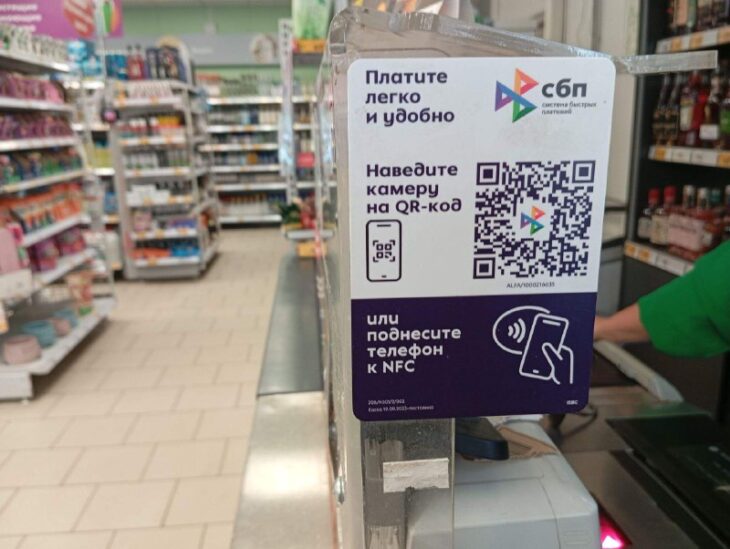 Платите
легко
и удобно
сбп
система быстрых
платежей
Наведите
камеру
на QR-код
или
поднесите
телефон
к NFC